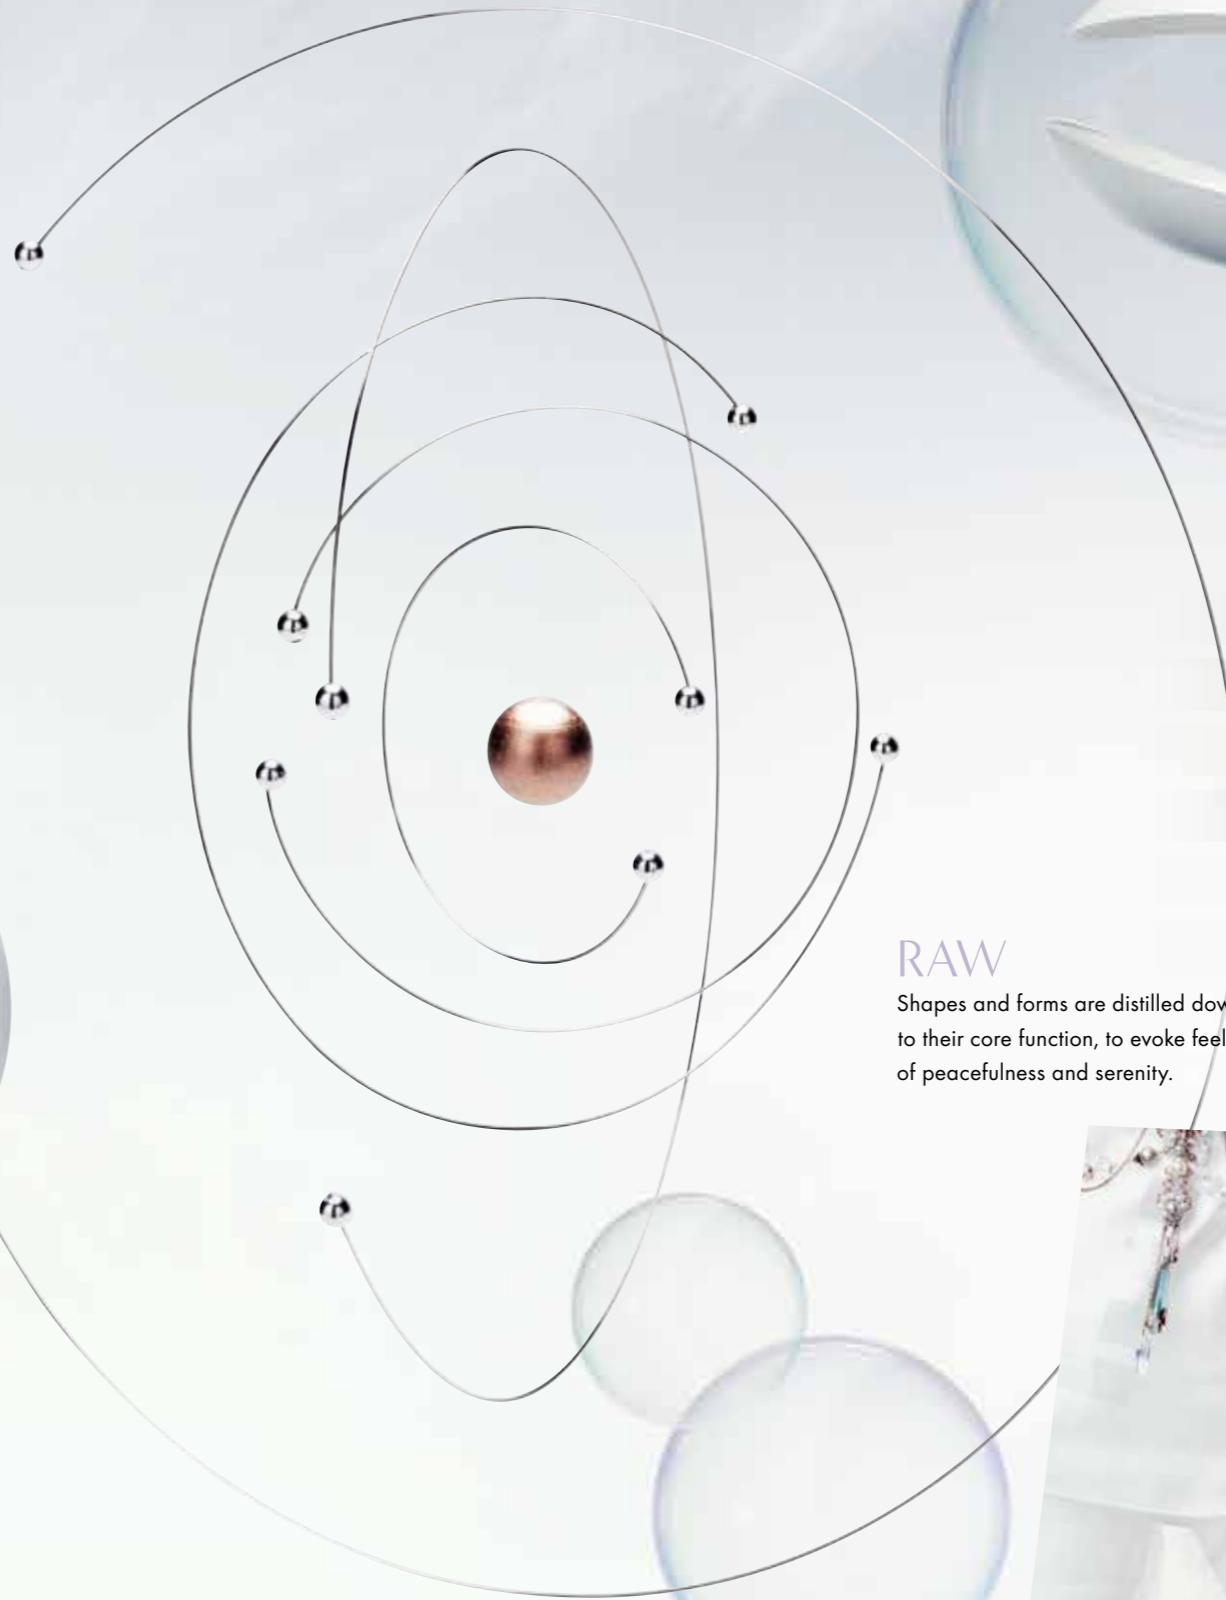 RAW
Shapes and forms are distilled dow
to their core function, to evoke feel
of peacefulness and serenity.